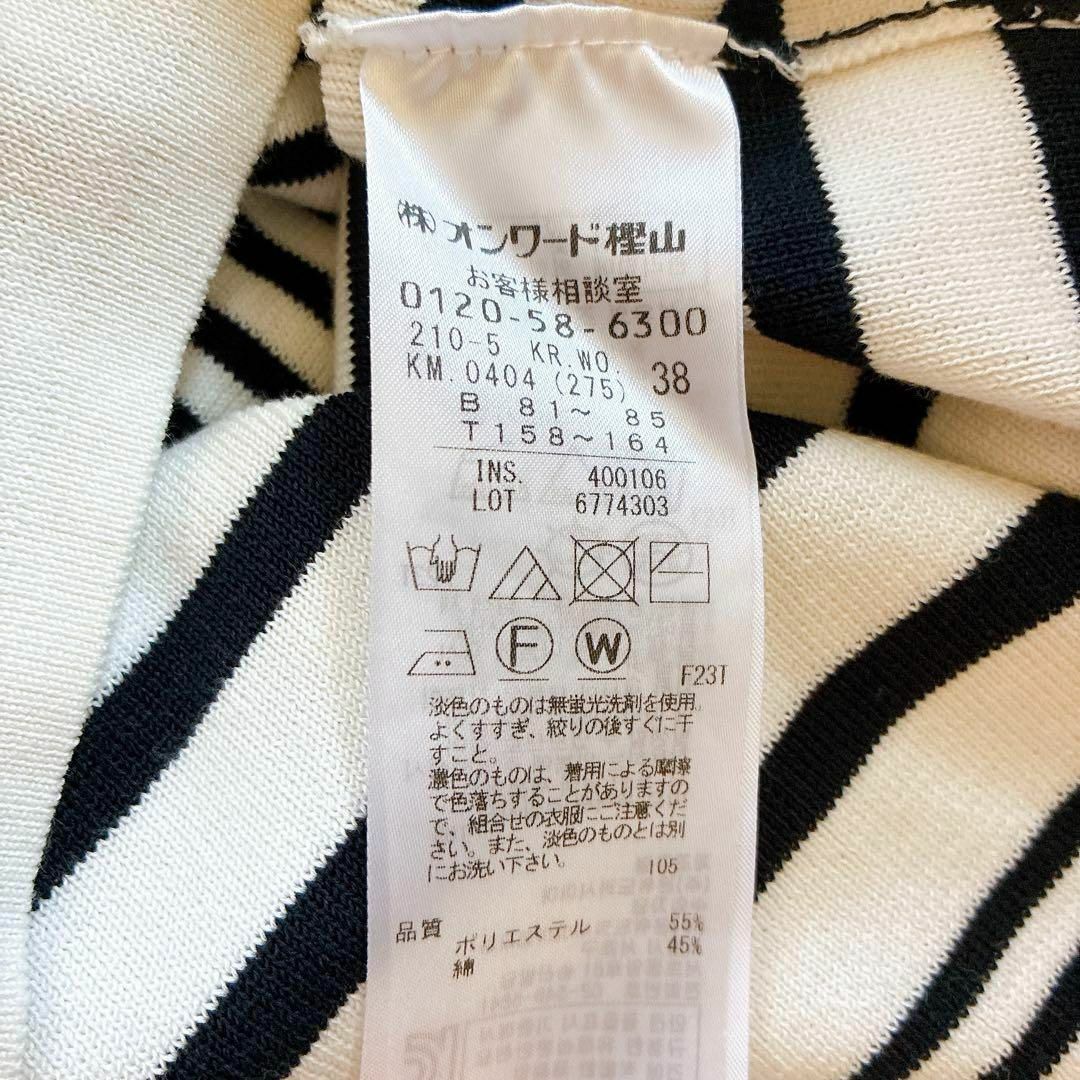 (株)オンワード樫山
お客様相談室
0120-58-6300
210-5 KR.WO.
KM.0404(275) 38
B 81～ 85
T158～164
INS. 400106
LOT 6774303
F
W
F23T
淡色のものは無蛍光洗剤を使用
よくすすぎ、絞りの後すぐに干
すこと。
濃色のものは、着用による摩擦
で色落ちすることがありますの
で、組合せの衣服にご注意くだ
さい。また、淡色のものとは別
にお洗い下さい。 105
品質 ポリエステル 55%
綿 45%